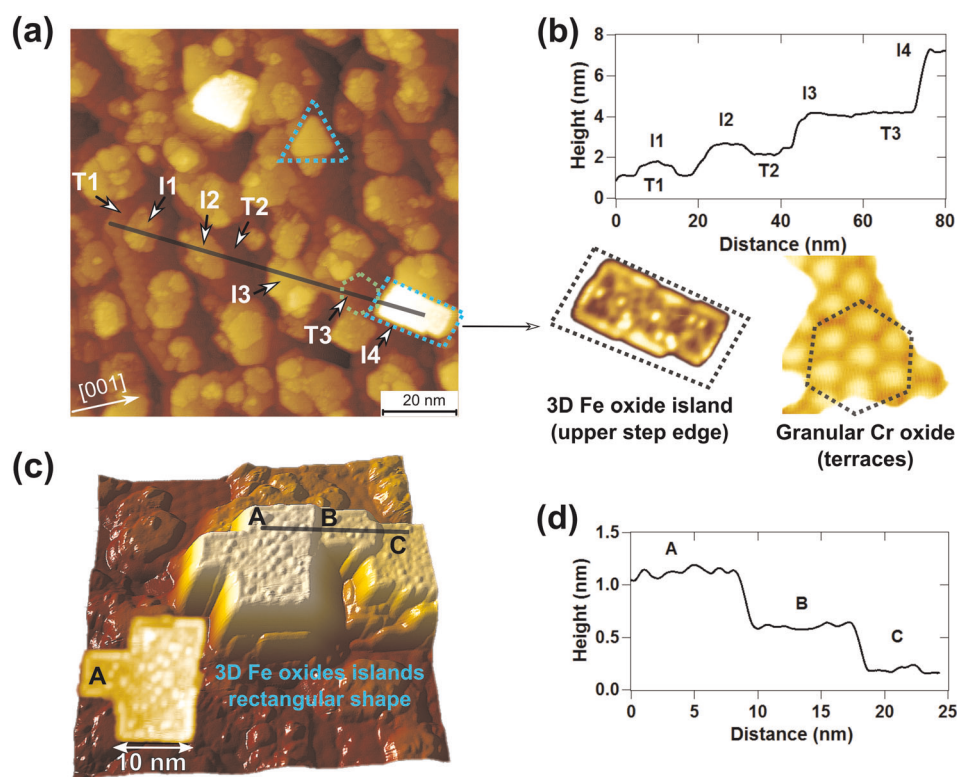 (a)
T1
I1
I2
T2
I3
T3
I4
[001]
20 nm
(b)
Height (nm)
8
6
4
2
0
I1
T1
I2
T2
I3
T3
I4
0 20 40 60 80
Distance (nm)
3D Fe oxide island
(upper step edge)
Granular Cr oxide
(terraces)
(c)
A
B
C
A
3D Fe oxides islands
rectangular shape
10 nm
(d)
Height (nm)
1.0
0.5
0.0
A
B
C
0 5 10 15 20 25
Distance (nm)